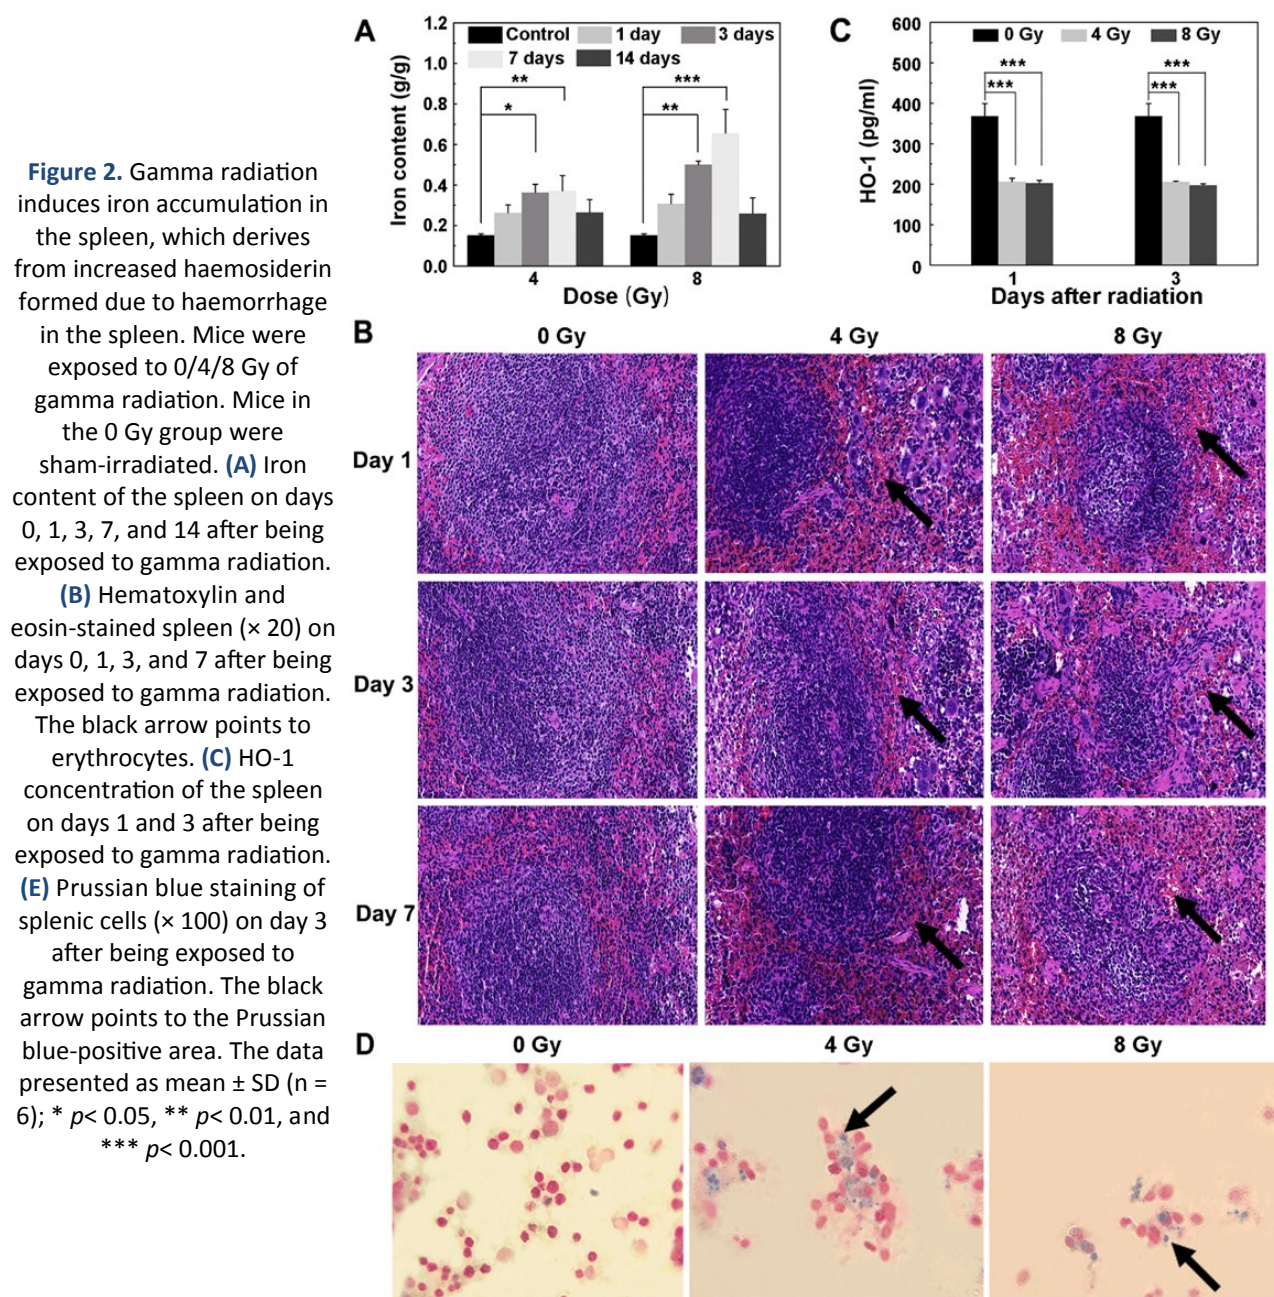 Figure 2. Gamma radiation
induces iron accumulation in
the spleen, which derives
from increased haemosiderin
formed due to haemorrhage
in the spleen. Mice were
exposed to 0/4/8 Gy of
gamma radiation. Mice in
the 0 Gy group were
sham-irradiated. (A) Iron
content of the spleen on days
0, 1, 3, 7, and 14 after being
exposed to gamma radiation.
(B) Hematoxylin and
eosin-stained spleen (× 20) on
days 0, 1, 3, and 7 after being
exposed to gamma radiation.
The black arrow points to
erythrocytes. (C) HO-1
concentration of the spleen
on days 1 and 3 after being
exposed to gamma radiation.
(E) Prussian blue staining of
splenic cells (× 100) on day 3
after being exposed to
gamma radiation. The black
arrow points to the Prussian
blue-positive area. The data
presented as mean ± SD (n =
6); * p< 0.05, ** p< 0.01, and
*** p< 0.001.
A
Iron content (g/g)
1.2
1.0
0.8
0.6
0.4
0.2
0.0
Control 1 day 3 days
7 days 14 days
** ***
* **
4 8
Dose (Gy)
C
HO-1 (pg/ml)
600
500
400
300
200
100
0
0 Gy 4 Gy 8 Gy
*** ***
*** ***
1 3
Days after radiation
B
0 Gy 4 Gy 8 Gy
Day 1
Day 3
Day 7
D
0 Gy 4 Gy 8 Gy